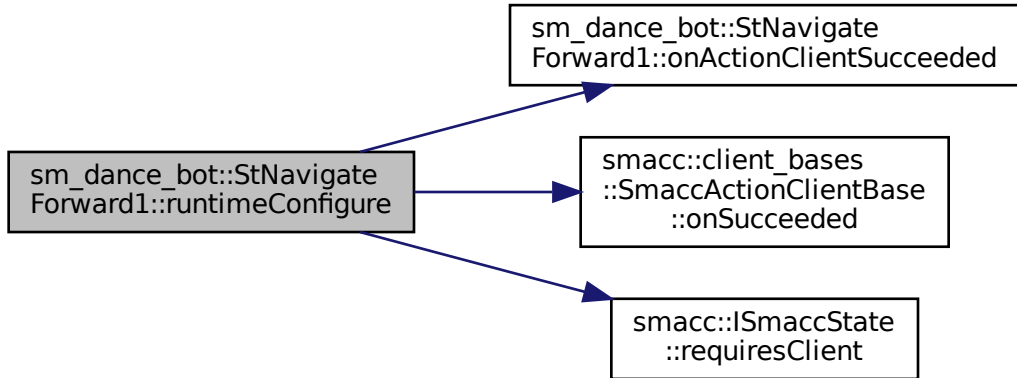 sm_dance_bot::StNavigate
Forward1::runtimeConfigure
sm_dance_bot::StNavigate
Forward1::onActionClientSucceeded
smacc::client_bases
::SmaccActionClientBase
::onSucceeded
smacc::ISmaccState
::requiresClient